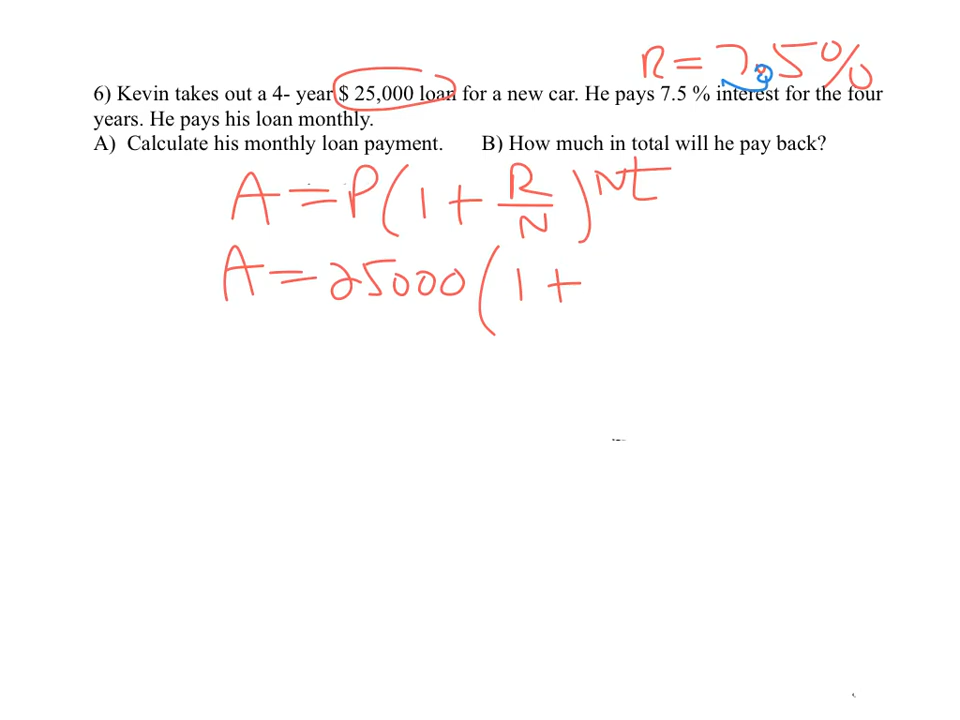 R = 7.5%
6) Kevin takes out a 4- year $ 25,000 loan for a new car. He pays 7.5 % interest for the four
years. He pays his loan monthly.
A) Calculate his monthly loan payment. B) How much in total will he pay back?
A = P(1 + R/N)^Nt
A = 25000(1 +